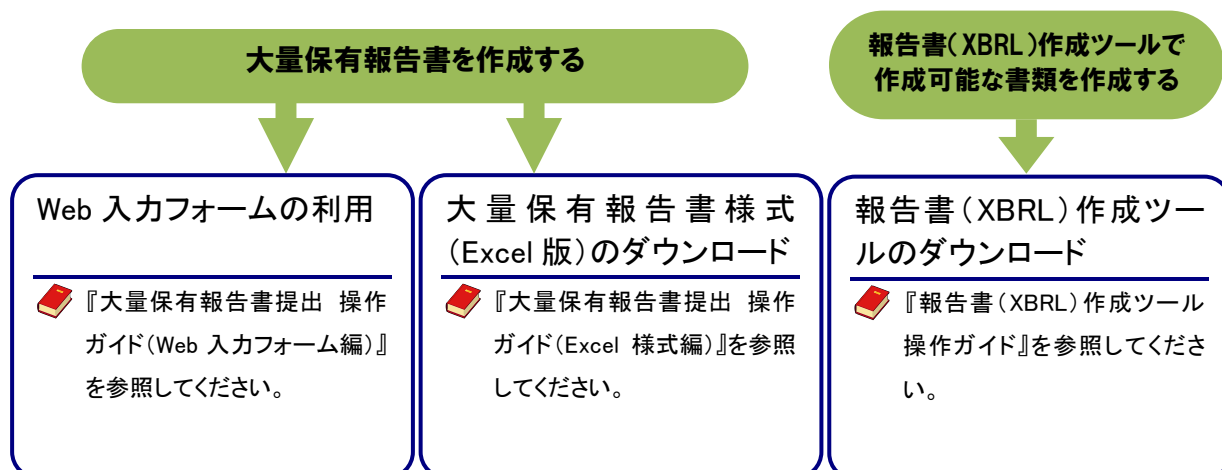 大量保有報告書を作成する
報告書(XBRL)作成ツールで
作成可能な書類を作成する
Web 入力フォームの利用
『大量保有報告書提出 操作
ガイド(Web 入力フォーム編)』
を参照してください。
大量保有報告書様式
(Excel 版)のダウンロード
『大量保有報告書提出 操作
ガイド(Excel 様式編)』を参照
してください。
報告書(XBRL)作成ツー
ルのダウンロード
『報告書(XBRL)作成ツール
操作ガイド』を参照してくださ
い。